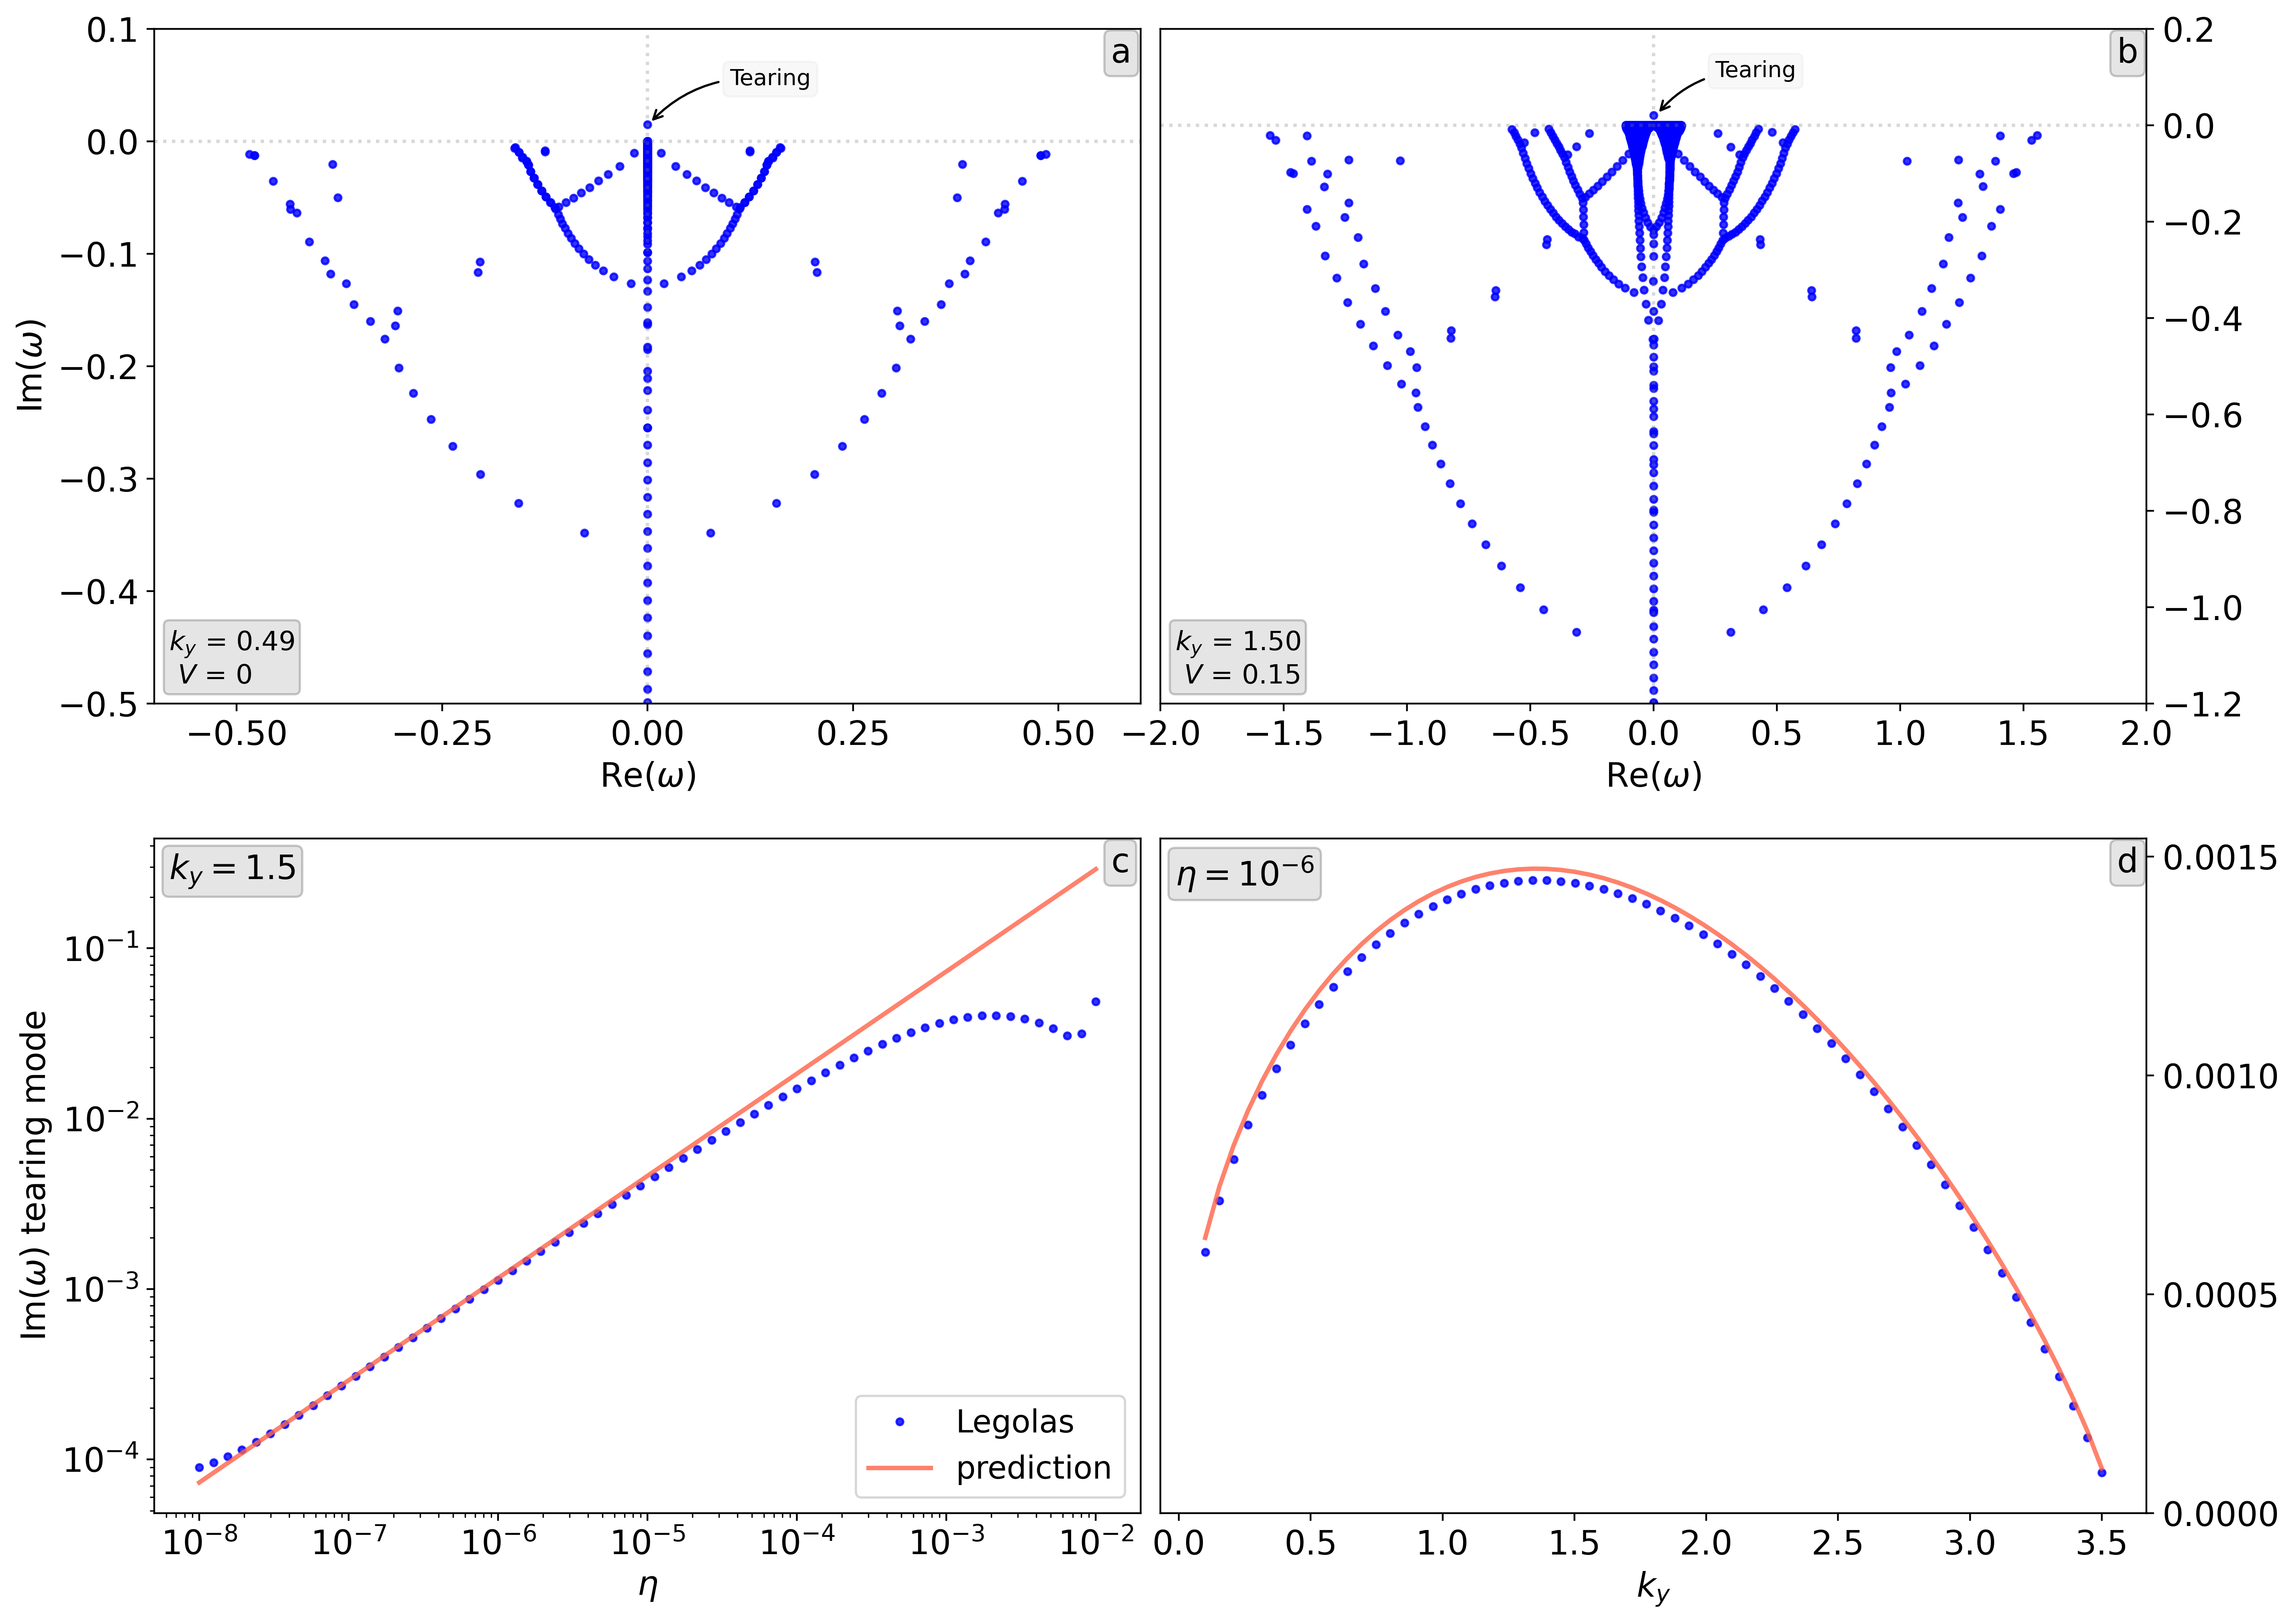 a
Tearing
0.1
0.0
−0.1
−0.2
−0.3
−0.4
−0.5
Im(ω)
k_y = 0.49
V = 0
−0.50
−0.25
0.00
0.25
0.50
Re(ω)
b
Tearing
0.2
0.0
−0.2
−0.4
−0.6
−0.8
−1.0
−1.2
k_y = 1.50
V = 0.15
−2.0
−1.5
−1.0
−0.5
0.0
0.5
1.0
1.5
2.0
Re(ω)
k_y = 1.5
c
10⁻¹
10⁻²
10⁻³
10⁻⁴
Im(ω) tearing mode
Legolas
prediction
10⁻⁸
10⁻⁷
10⁻⁶
10⁻⁵
10⁻⁴
10⁻³
10⁻²
η
η = 10⁻⁶
d
0.0015
0.0010
0.0005
0.0000
0.0
0.5
1.0
1.5
2.0
2.5
3.0
3.5
k_y